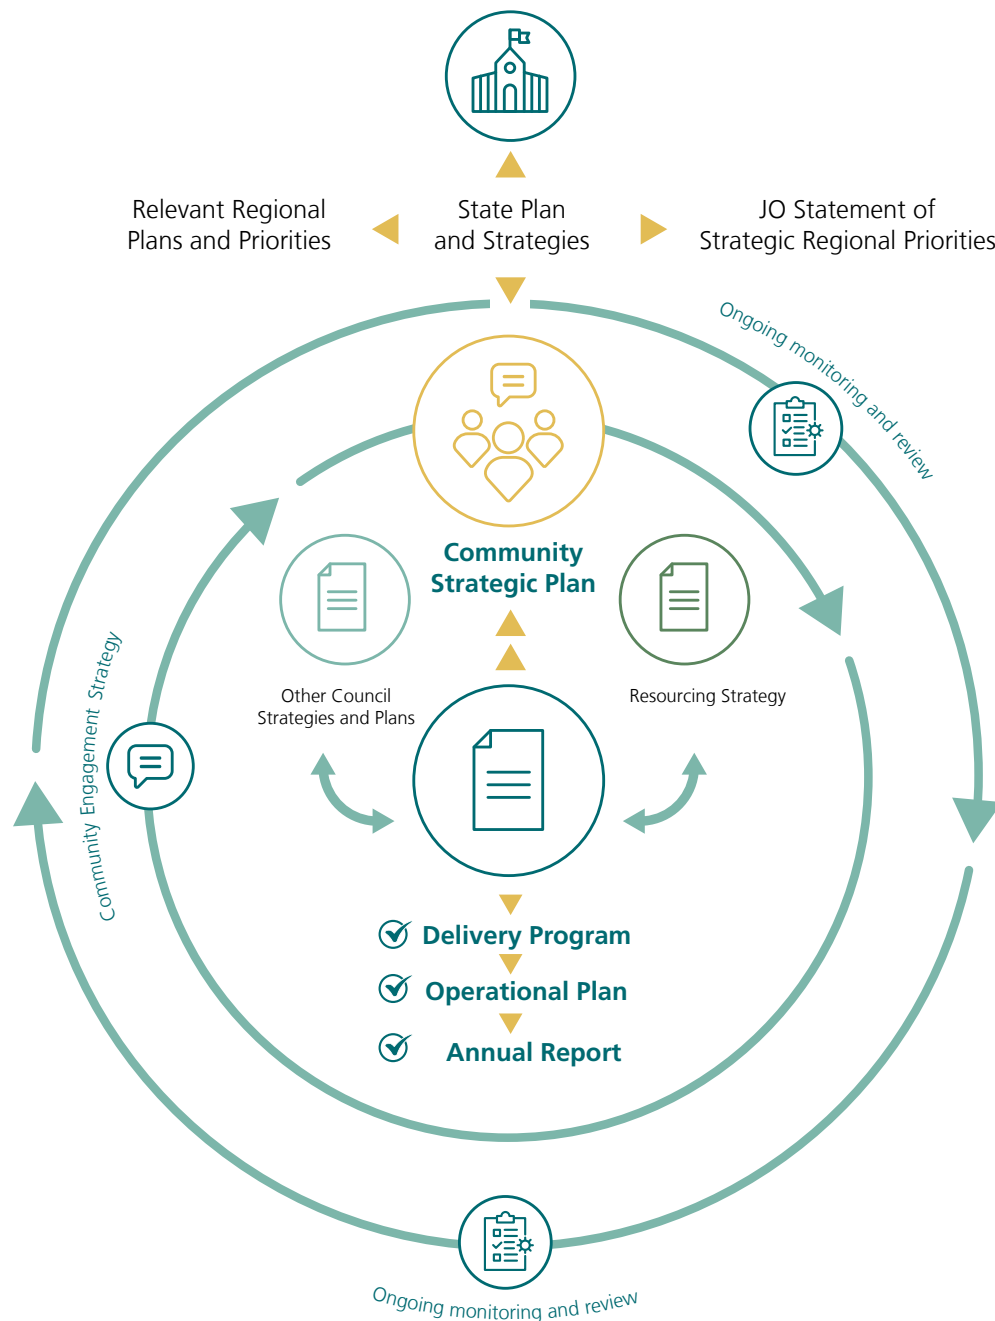 Relevant Regional
Plans and Priorities
State Plan
and Strategies
JO Statement of
Strategic Regional Priorities
Ongoing monitoring and review
Community
Strategic Plan
Community Engagement Strategy
Other Council
Strategies and Plans
Resourcing Strategy
Delivery Program
Operational Plan
Annual Report
Ongoing monitoring and review